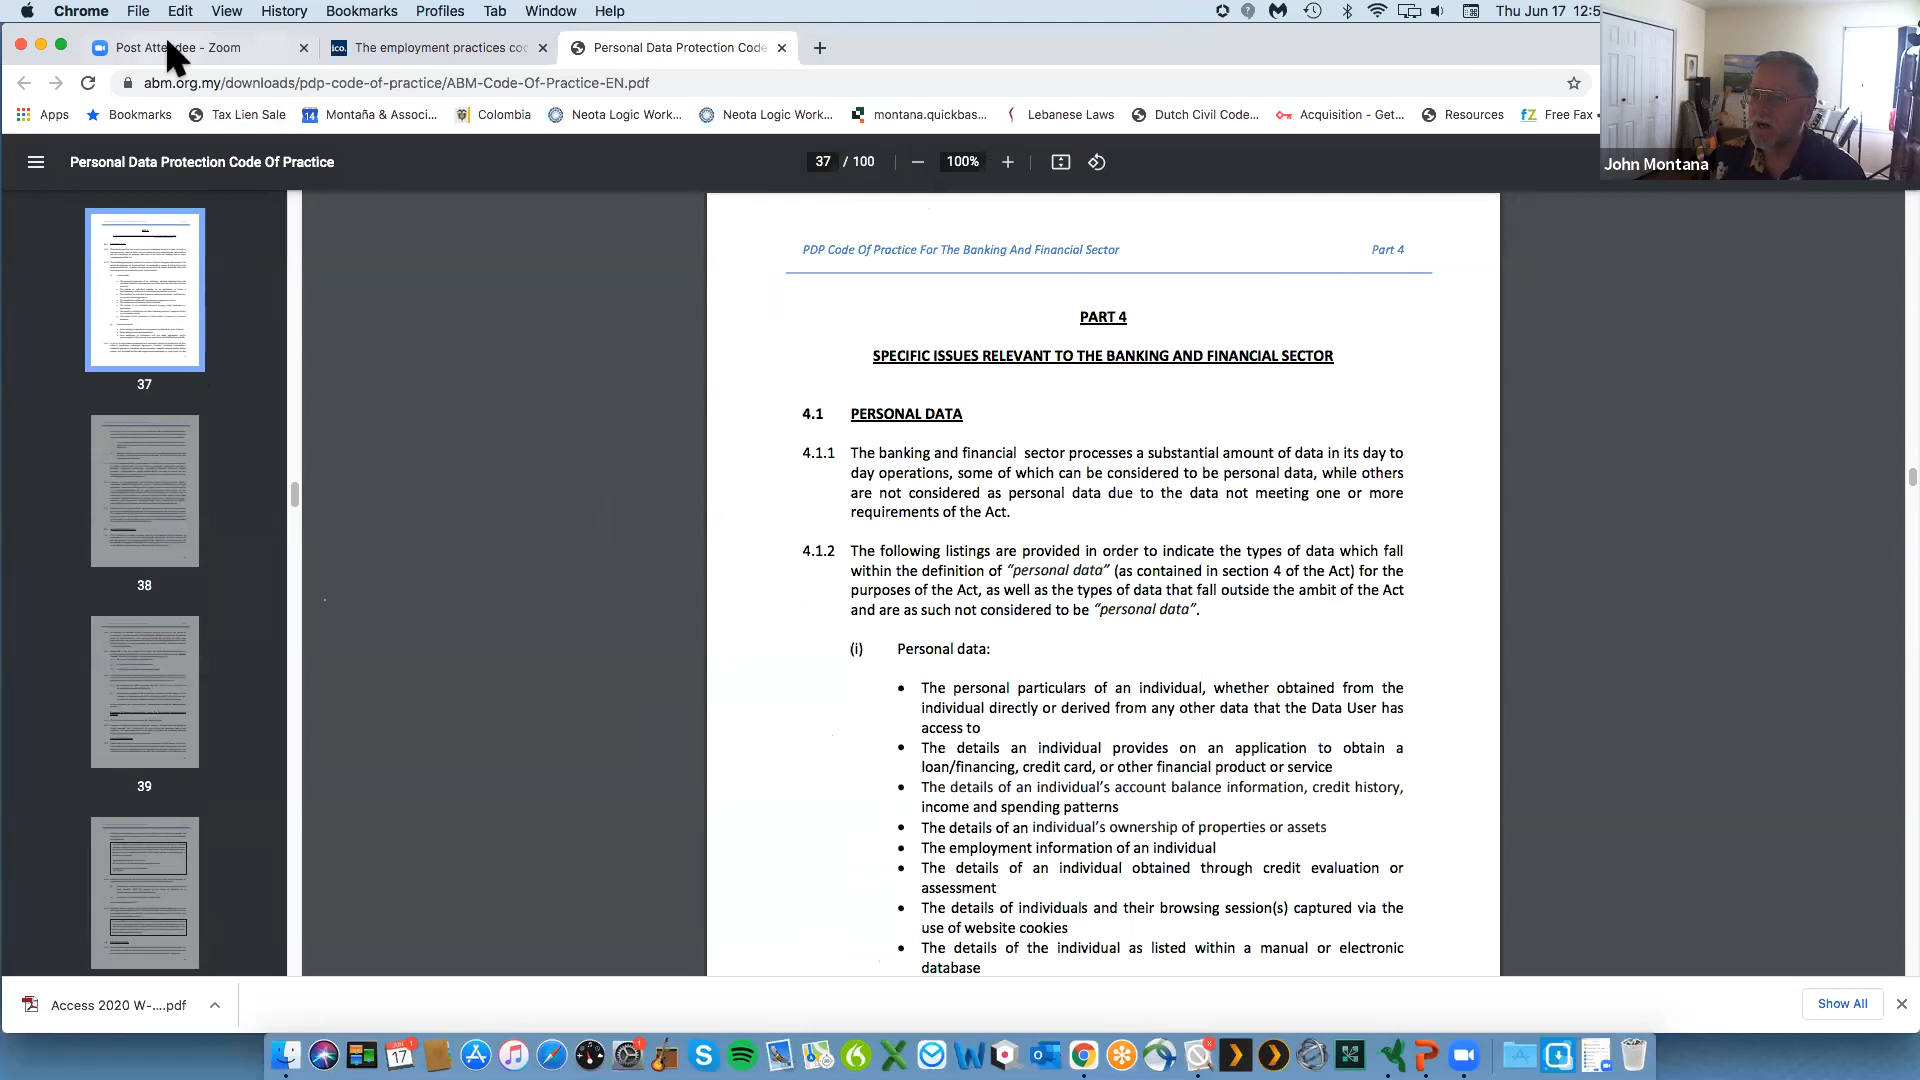 Chrome File Edit View History Bookmarks Profiles Tab Window Help Thu Jun 17 12:5
Post Attendee - Zoom
ico. The employment practices co
Personal Data Protection Code
abm.org.my/downloads/pdp-code-of-practice/ABM-Code-Of-Practice-EN.pdf
Apps Bookmarks Tax Lien Sale 14 Montaña & Associ... Colombia Neota Logic Work... Neota Logic Work... montana.quickbas... Lebanese Laws Dutch Civil Code... Acquisition - Get... Resources fZ Free Fax
John Montana
Personal Data Protection Code Of Practice 37 / 100 100%
37
38
39
PDP Code Of Practice For The Banking And Financial Sector Part 4
PART 4
SPECIFIC ISSUES RELEVANT TO THE BANKING AND FINANCIAL SECTOR
4.1 PERSONAL DATA
4.1.1 The banking and financial sector processes a substantial amount of data in its day to
day operations, some of which can be considered to be personal data, while others
are not considered as personal data due to the data not meeting one or more
requirements of the Act.
4.1.2 The following listings are provided in order to indicate the types of data which fall
within the definition of “personal data” (as contained in section 4 of the Act) for the
purposes of the Act, as well as the types of data that fall outside the ambit of the Act
and are as such not considered to be “personal data”.
(i) Personal data:
• The personal particulars of an individual, whether obtained from the
individual directly or derived from any other data that the Data User has
access to
• The details an individual provides on an application to obtain a
loan/financing, credit card, or other financial product or service
• The details of an individual’s account balance information, credit history,
income and spending patterns
• The details of an individual’s ownership of properties or assets
• The employment information of an individual
• The details of an individual obtained through credit evaluation or
assessment
• The details of individuals and their browsing session(s) captured via the
use of website cookies
• The details of the individual as listed within a manual or electronic
database
Access 2020 W-....pdf
Show All
JUN 17